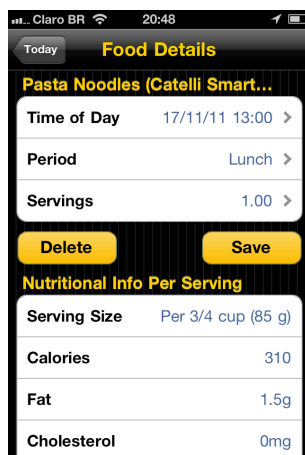 Claro BR 20:48
Today Food Details
Pasta Noodles (Catelli Smart...
Time of Day 17/11/11 13:00
Period Lunch
Servings 1.00
Delete Save
Nutritional Info Per Serving
Serving Size Per 3/4 cup (85 g)
Calories 310
Fat 1.5g
Cholesterol 0mg